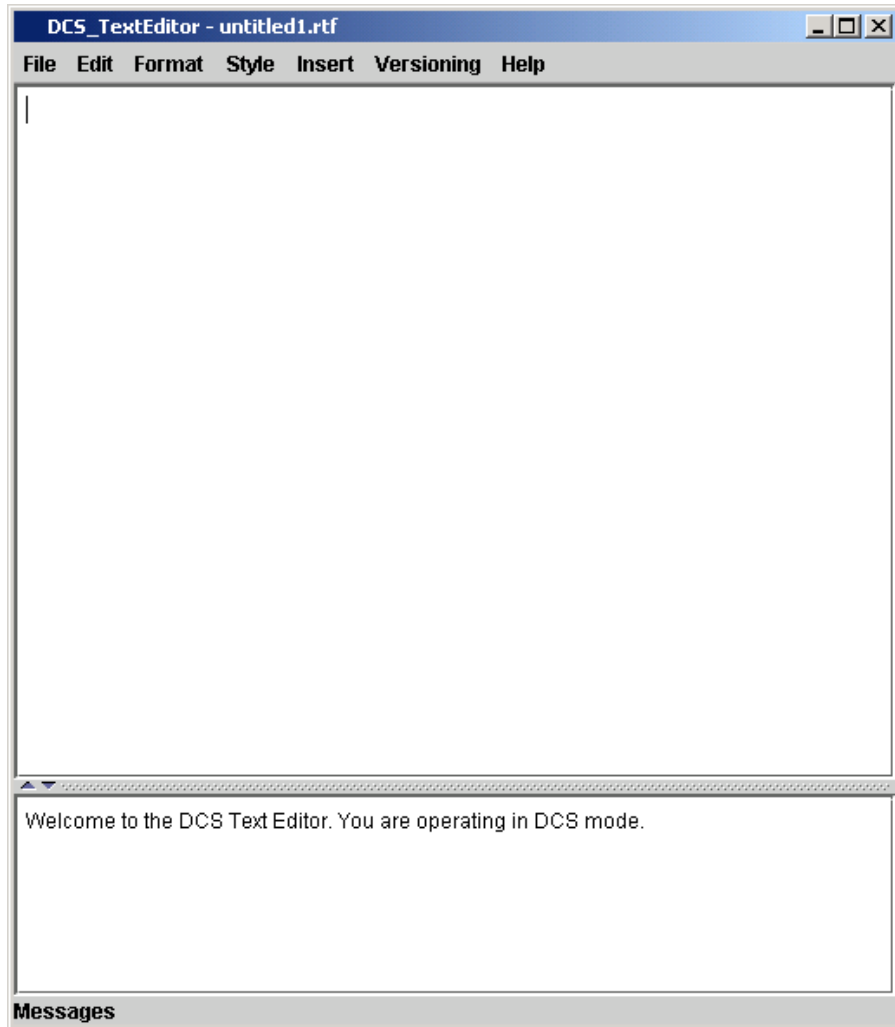 DCS_TextEditor - untitled1.rtf
File Edit Format Style Insert Versioning Help
Welcome to the DCS Text Editor. You are operating in DCS mode.
Messages